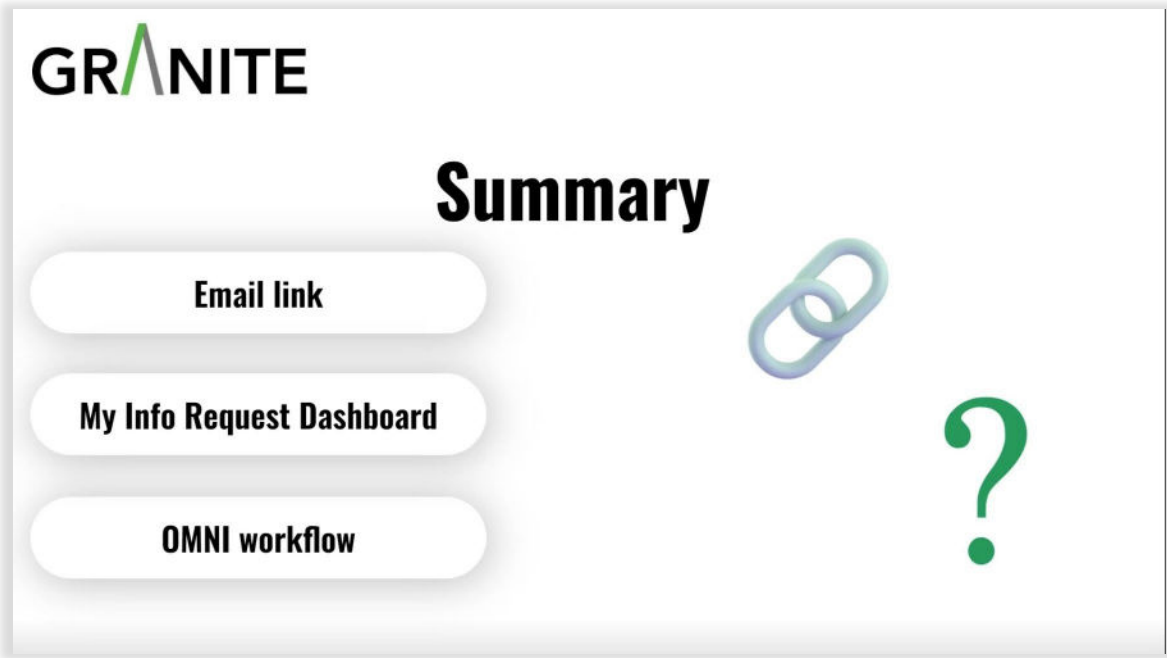 GRANITE
Summary
Email link
My Info Request Dashboard
OMNI workflow
?